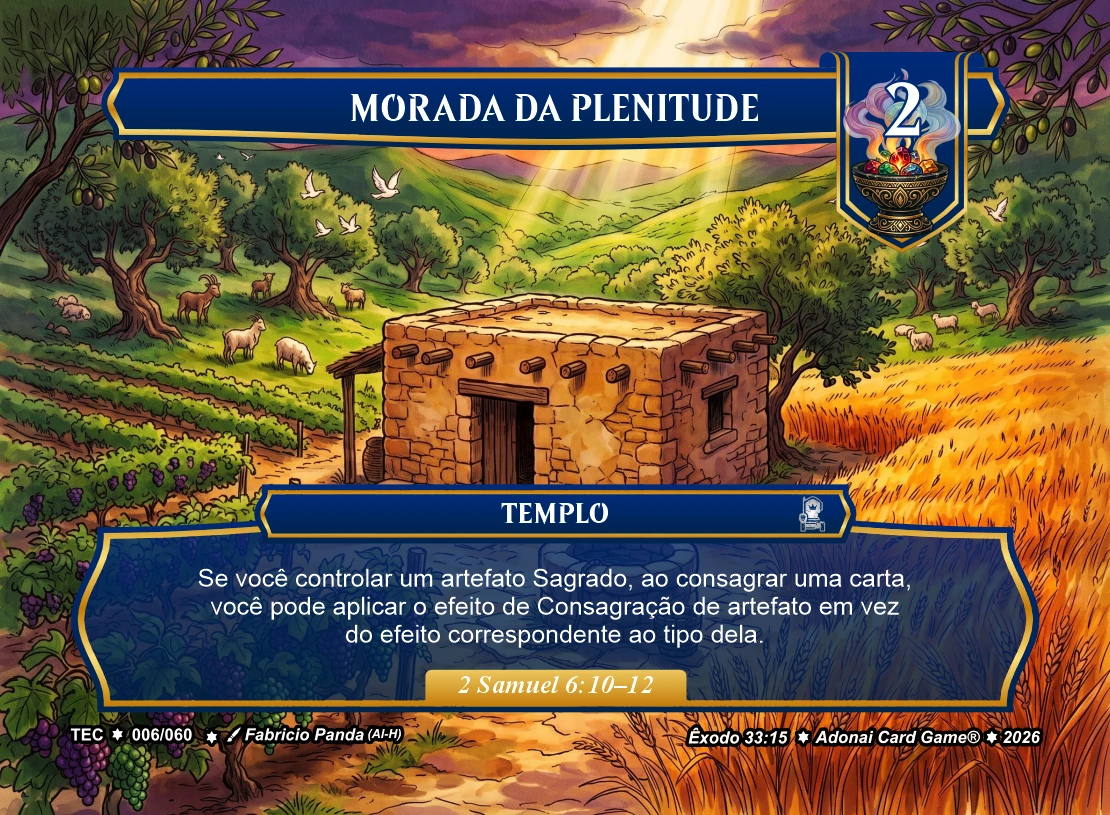 MORADA DA PLENITUDE
2
TEMPLO
Se você controlar um artefato Sagrado, ao consagrar uma carta,
você pode aplicar o efeito de Consagração de artefato em vez
do efeito correspondente ao tipo dela.
2 Samuel 6:10–12
TEC ✶ 006/060 ✶ Fabricio Panda (AI-H)
Êxodo 33:15 ✶ Adonai Card Game® ✶ 2026